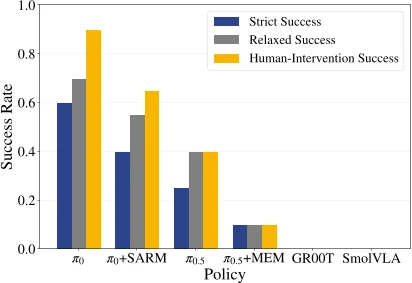 1.0
0.8
0.6
0.4
0.2
0.0
Success Rate
Strict Success
Relaxed Success
Human-Intervention Success
π₀ π₀+SARM π₀.₅ π₀.₅+MEM GR00T SmolVLA
Policy